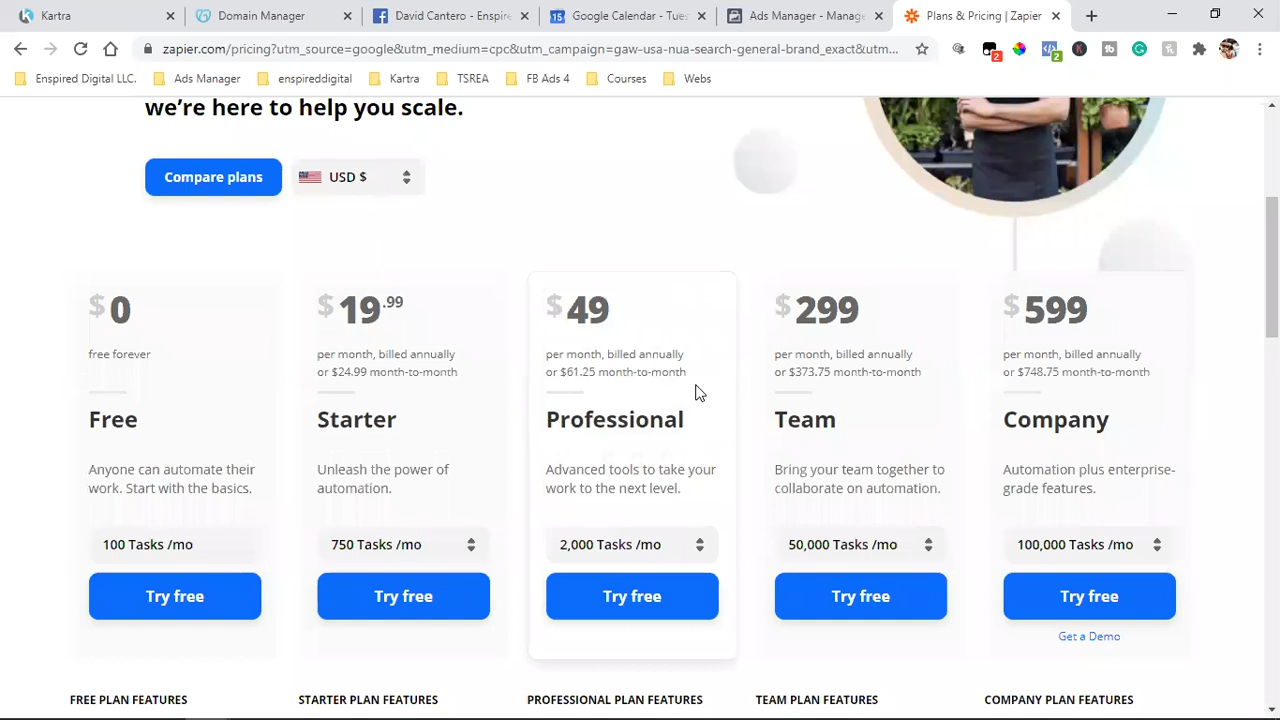 Kartra
Domain Manager
David Cantero - Enspire
Google Calendar - Tues
Ads Manager - Manage
Plans & Pricing | Zapier
zapier.com/pricing?utm_source=google&utm_medium=cpc&utm_campaign=gaw-usa-nua-search-general-brand_exact&utm...
Enspired Digital LLC.
Ads Manager
enspireddigital
Kartra
TSREA
FB Ads 4
Courses
Webs
we're here to help you scale.
Compare plans
USD $
$0
free forever
Free
Anyone can automate their
work. Start with the basics.
100 Tasks /mo
Try free
$19.99
per month, billed annually
or $24.99 month-to-month
Starter
Unleash the power of
automation.
750 Tasks /mo
Try free
$49
per month, billed annually
or $61.25 month-to-month
Professional
Advanced tools to take your
work to the next level.
2,000 Tasks /mo
Try free
$299
per month, billed annually
or $373.75 month-to-month
Team
Bring your team together to
collaborate on automation.
50,000 Tasks /mo
Try free
$599
per month, billed annually
or $748.75 month-to-month
Company
Automation plus enterprise-
grade features.
100,000 Tasks /mo
Try free
Get a Demo
FREE PLAN FEATURES
STARTER PLAN FEATURES
PROFESSIONAL PLAN FEATURES
TEAM PLAN FEATURES
COMPANY PLAN FEATURES